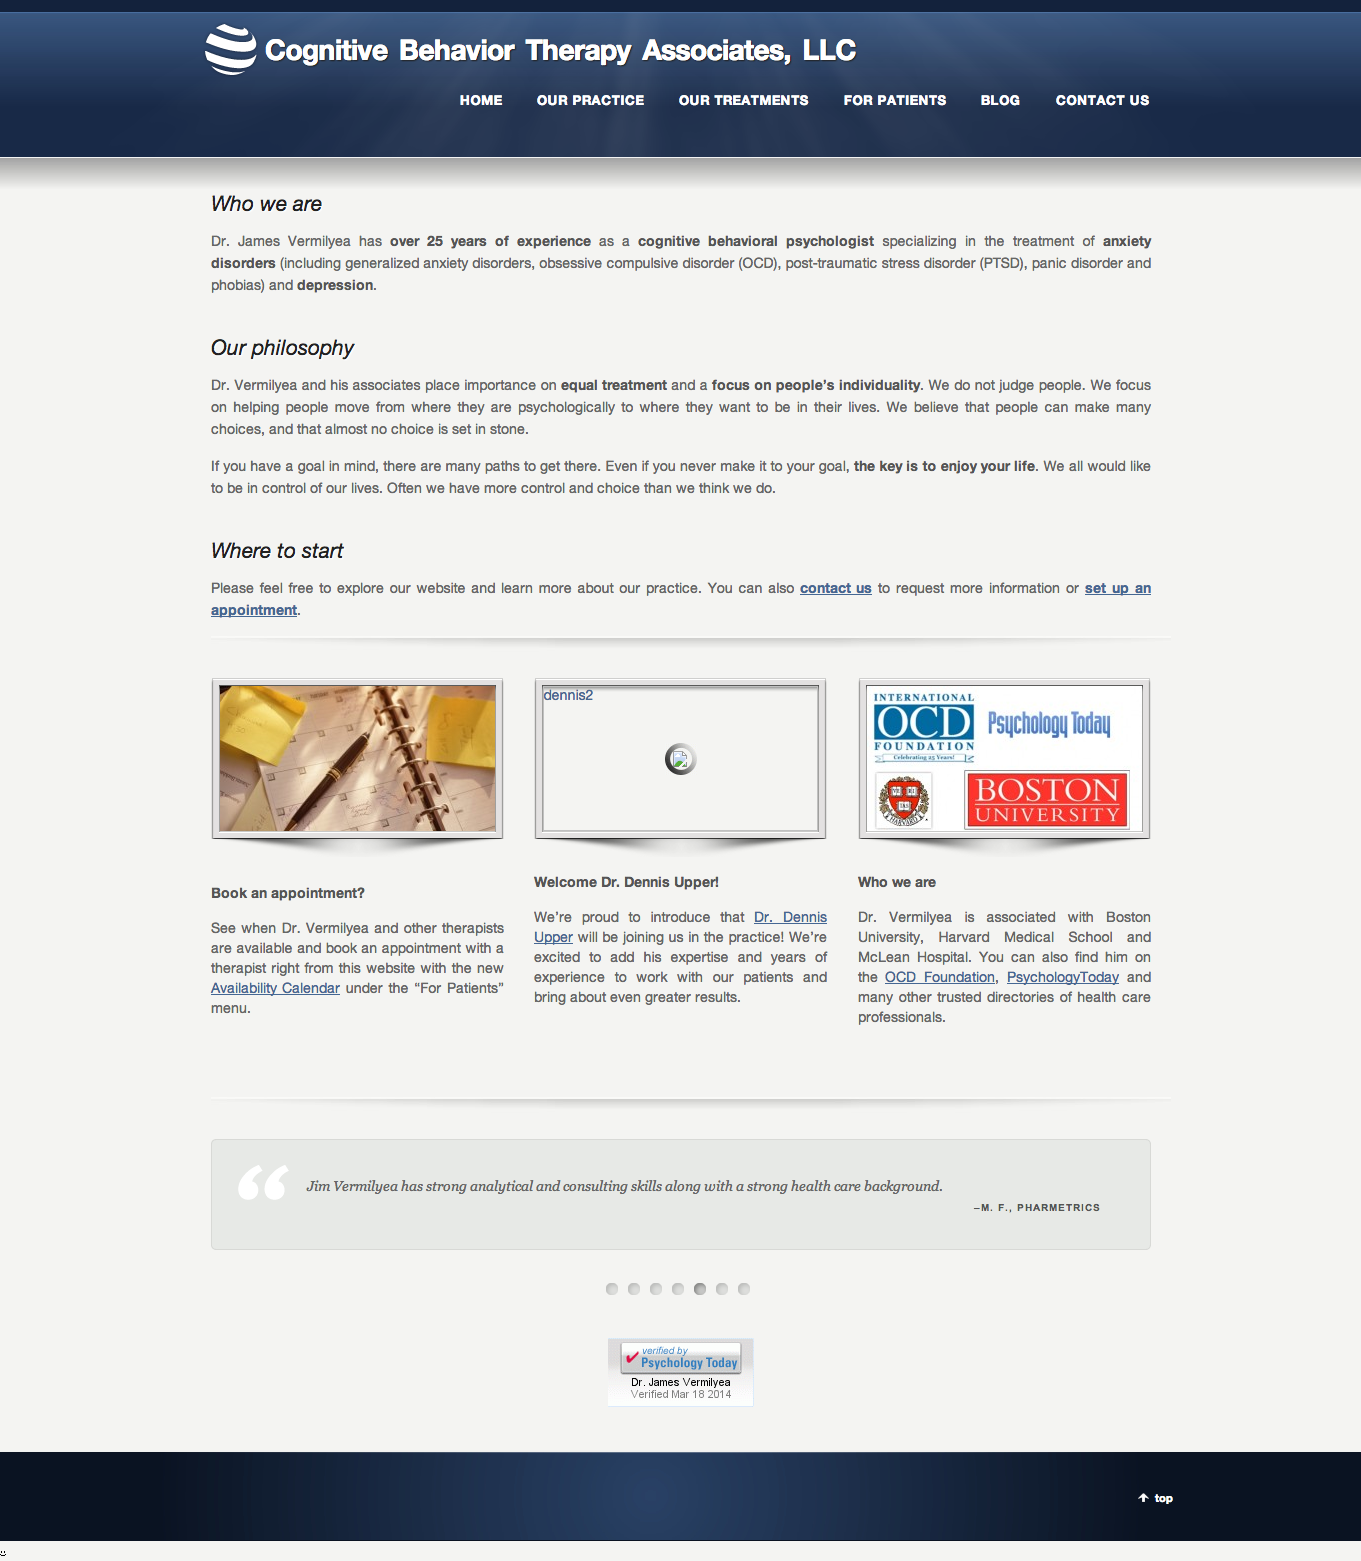 Cognitive Behavior Therapy Associates, LLC
HOME OUR PRACTICE OUR TREATMENTS FOR PATIENTS BLOG CONTACT US
Who we are
Dr. James Vermilyea has over 25 years of experience as a cognitive behavioral psychologist specializing in the treatment of anxiety
disorders (including generalized anxiety disorders, obsessive compulsive disorder (OCD), post-traumatic stress disorder (PTSD), panic disorder and
phobias) and depression.
Our philosophy
Dr. Vermilyea and his associates place importance on equal treatment and a focus on people’s individuality. We do not judge people. We focus
on helping people move from where they are psychologically to where they want to be in their lives. We believe that people can make many
choices, and that almost no choice is set in stone.
If you have a goal in mind, there are many paths to get there. Even if you never make it to your goal, the key is to enjoy your life. We all would like
to be in control of our lives. Often we have more control and choice than we think we do.
Where to start
Please feel free to explore our website and learn more about our practice. You can also contact us to request more information or set up an
appointment.
dennis2
INTERNATIONAL
OCD
FOUNDATION
Celebrating 25 Years!
Psychology Today
VE RI TAS
HARVARD
BOSTON
UNIVERSITY
Book an appointment?
See when Dr. Vermilyea and other therapists
are available and book an appointment with a
therapist right from this website with the new
Availability Calendar under the “For Patients”
menu.
Welcome Dr. Dennis Upper!
We’re proud to introduce that Dr. Dennis
Upper will be joining us in the practice! We’re
excited to add his expertise and years of
experience to work with our patients and
bring about even greater results.
Who we are
Dr. Vermilyea is associated with Boston
University, Harvard Medical School and
McLean Hospital. You can also find him on
the OCD Foundation, PsychologyToday and
many other trusted directories of health care
professionals.
“
Jim Vermilyea has strong analytical and consulting skills along with a strong health care background.
–M. F., PHARMETRICS
verified by
Psychology Today
Dr. James Vermilyea
Verified Mar 18 2014
top